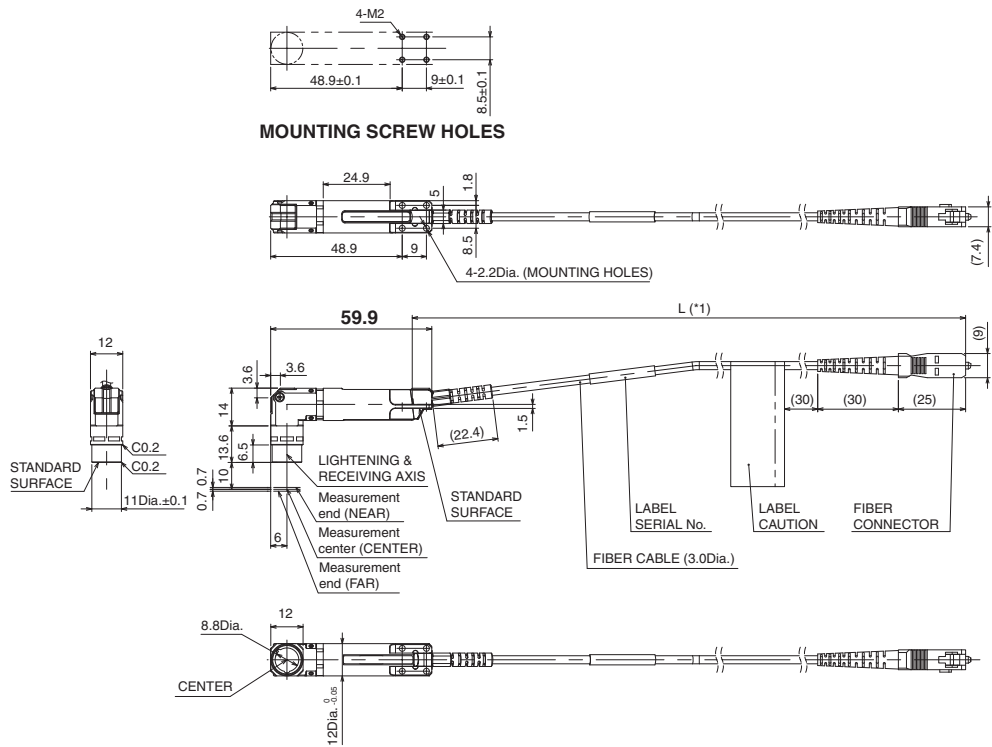 4-M2
48.9±0.1
9±0.1
8.5±0.1
MOUNTING SCREW HOLES
24.9
5
1.8
48.9
9
8.5
4-2.2Dia. (MOUNTING HOLES)
(7.4)
L (*1)
59.9
12
(9)
3.6
3.6
14
13.6
6.5
10
0.7
0.7
C0.2
C0.2
STANDARD
SURFACE
11Dia.±0.1
6
LIGHTENING &
RECEIVING AXIS
Measurement
end (NEAR)
Measurement
center (CENTER)
Measurement
end (FAR)
(22.4)
1.5
STANDARD
SURFACE
(30)
(30)
(25)
LABEL
SERIAL No.
LABEL
CAUTION
FIBER
CONNECTOR
FIBER CABLE (3.0Dia.)
12
8.8Dia.
CENTER
12Dia. 0 -0.05